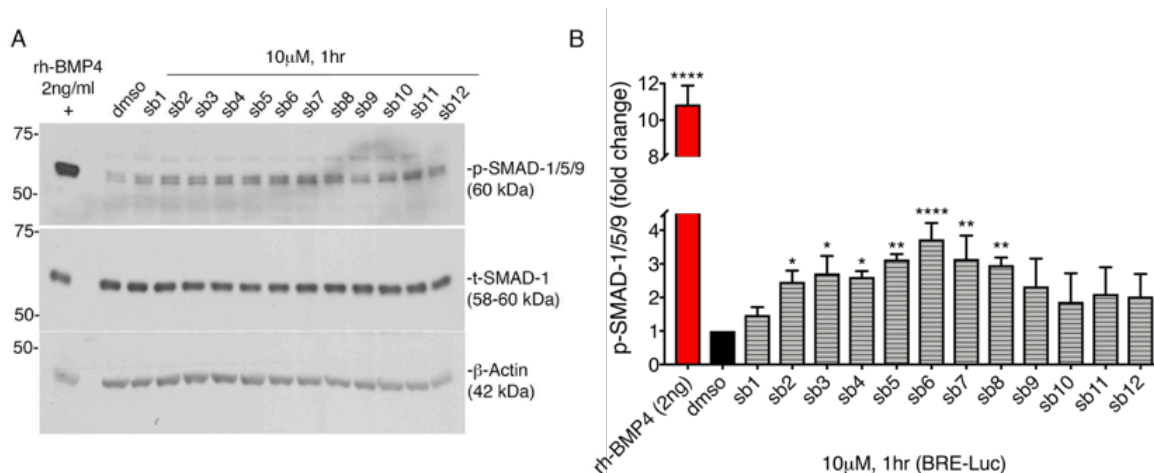 A
rh-BMP4
2ng/ml
+
10μM, 1hr
dmso
sb1
sb2
sb3
sb4
sb5
sb6
sb7
sb8
sb9
sb10
sb11
sb12
75-
-p-SMAD-1/5/9
(60 kDa)
50-
75-
-t-SMAD-1
(58-60 kDa)
50-
50-
-β-Actin
(42 kDa)
B
p-SMAD-1/5/9 (fold change)
12
10
8
4
3
2
1
0
****
*
*
*
**
****
**
**
rh-BMP4 (2ng)
dmso
sb1
sb2
sb3
sb4
sb5
sb6
sb7
sb8
sb9
sb10
sb11
sb12
10μM, 1hr (BRE-Luc)